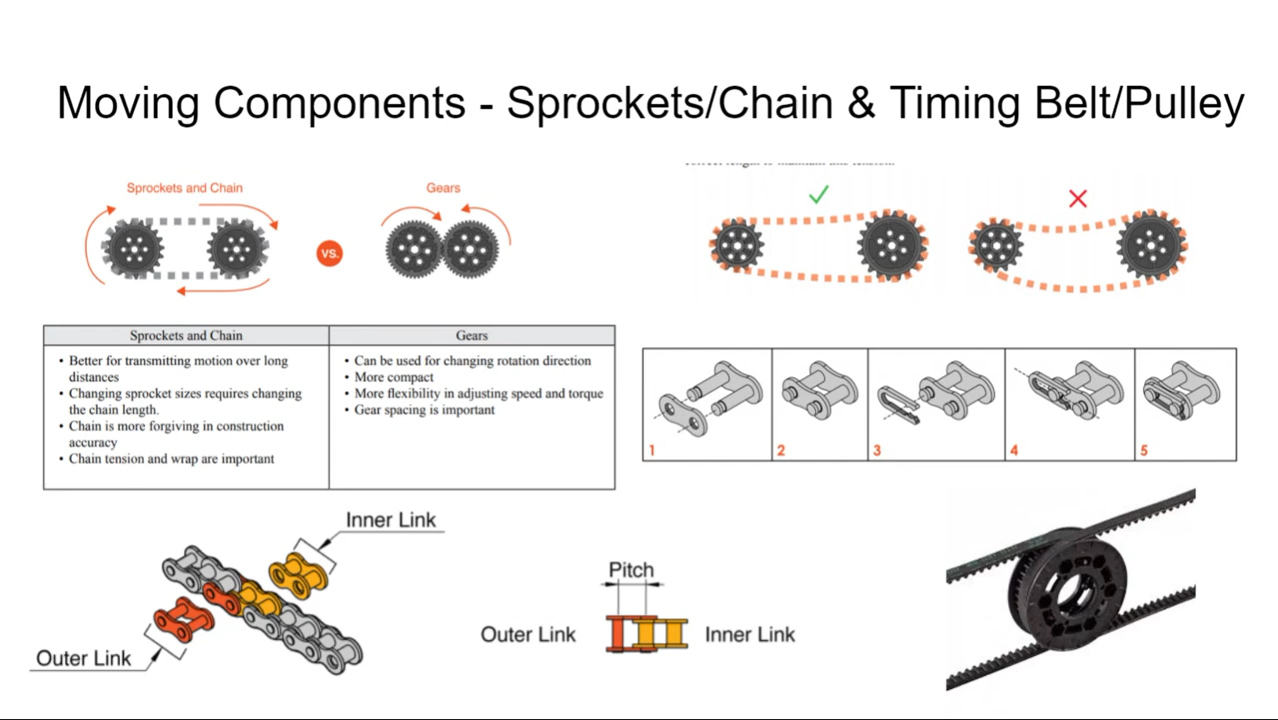 Moving Components - Sprockets/Chain & Timing Belt/Pulley
Sprockets and Chain
Gears
VS.
Sprockets and Chain
Gears
• Better for transmitting motion over long
distances
• Changing sprocket sizes requires changing
the chain length.
• Chain is more forgiving in construction
accuracy
• Chain tension and wrap are important
• Can be used for changing rotation direction
• More compact
• More flexibility in adjusting speed and torque
• Gear spacing is important
1
2
3
4
5
Inner Link
Outer Link
Pitch
Outer Link
Inner Link